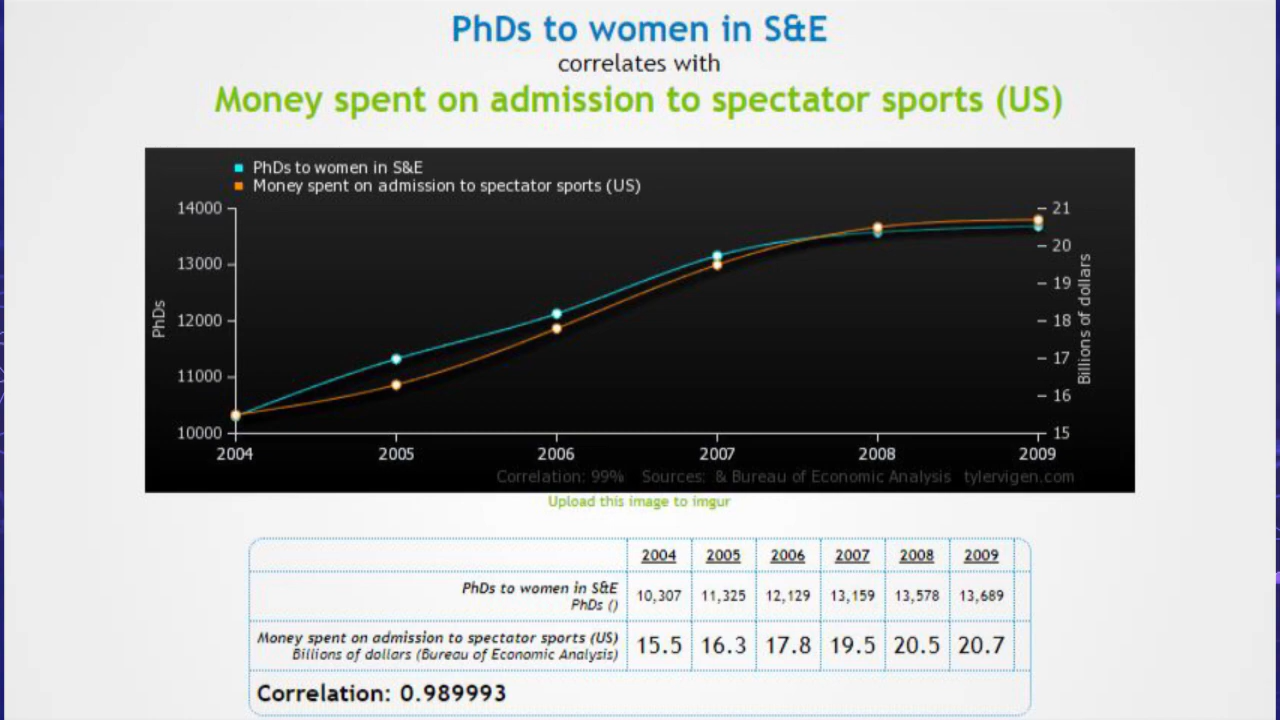 PhDs to women in S&E
correlates with
Money spent on admission to spectator sports (US)
PhDs to women in S&E
Money spent on admission to spectator sports (US)
14000
13000
12000
11000
10000
PhDs
21
20
19
18
17
16
15
Billions of dollars
2004 2005 2006 2007 2008 2009
Correlation: 99% Sources: & Bureau of Economic Analysis tylervigen.com
Upload this image to imgur
2004 2005 2006 2007 2008 2009
PhDs to women in S&E
PhDs ()
10,307 11,325 12,129 13,159 13,578 13,689
Money spent on admission to spectator sports (US)
Billions of dollars (Bureau of Economic Analysis)
15.5 16.3 17.8 19.5 20.5 20.7
Correlation: 0.989993